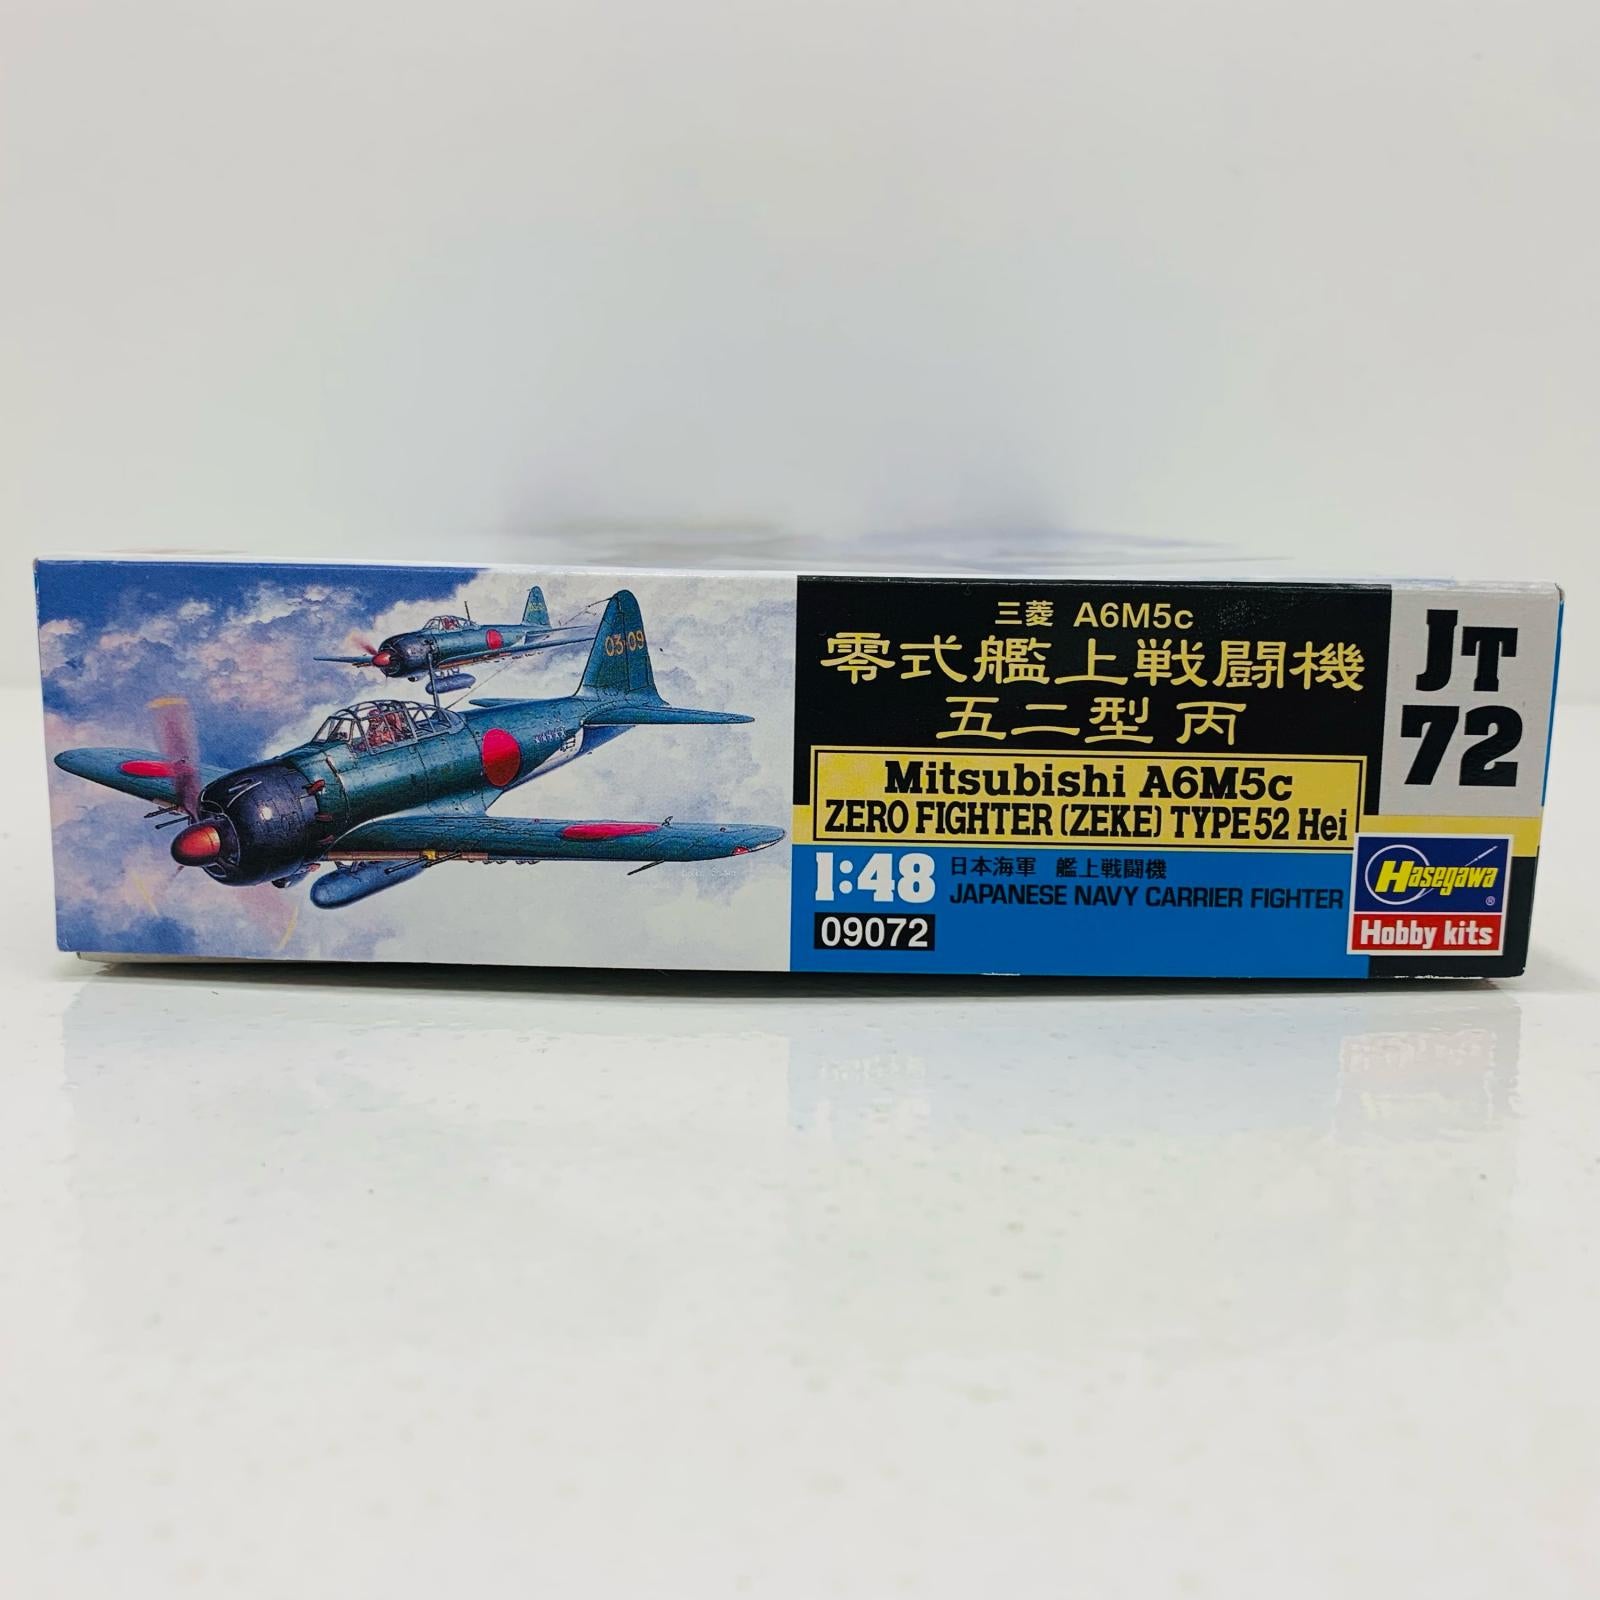 03-09
三菱 A6M5c
零式艦上戦闘機
五二型 丙
Mitsubishi A6M5c
ZERO FIGHTER (ZEKE) TYPE 52 Hei
1:48
日本海軍 艦上戦闘機
JAPANESE NAVY CARRIER FIGHTER
09072
JT
72
Hasegawa®
Hobby kits